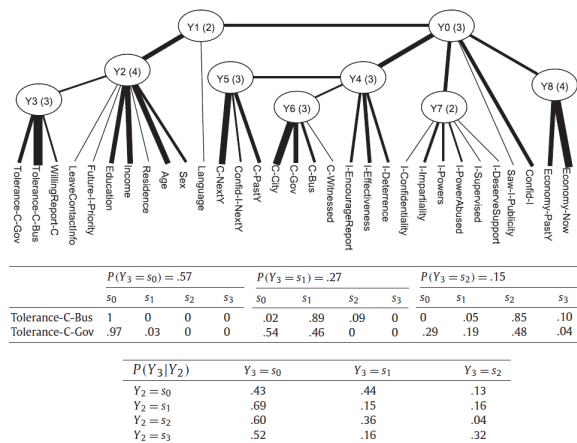 Y1 (2)
Y0 (3)
Y2 (4)
Y5 (3)
Y4 (3)
Y8 (4)
Y3 (3)
Y6 (3)
Y7 (2)
Tolerance-C-Gov
Tolerance-C-Bus
WillingReport-C
LeaveContactInfo
Future-I-Priority
Education
Income
Residence
Age
Sex
Language
C-NextY
Confid-I-NextY
C-PastY
C-City
C-Gov
C-Bus
C-Witnessed
I-EncourageReport
I-Effectiveness
I-Deterrence
I-Confidentiality
I-Impartiality
I-Powers
I-PowerAbused
I-Supervised
I-DeserveSupport
Saw-I-Publicity
Confid-I
Economy-PastY
Economy-Now
P(Y3 = s0) = .57 P(Y3 = s1) = .27 P(Y3 = s2) = .15
s0 s1 s2 s3 s0 s1 s2 s3 s0 s1 s2 s3
Tolerance-C-Bus 1 0 0 0 .02 .89 .09 0 0 .05 .85 .10
Tolerance-C-Gov .97 .03 0 0 .54 .46 0 0 .29 .19 .48 .04
P(Y3|Y2) Y3 = s0 Y3 = s1 Y3 = s2
Y2 = s0 .43 .44 .13
Y2 = s1 .69 .15 .16
Y2 = s2 .60 .36 .04
Y2 = s3 .52 .16 .32